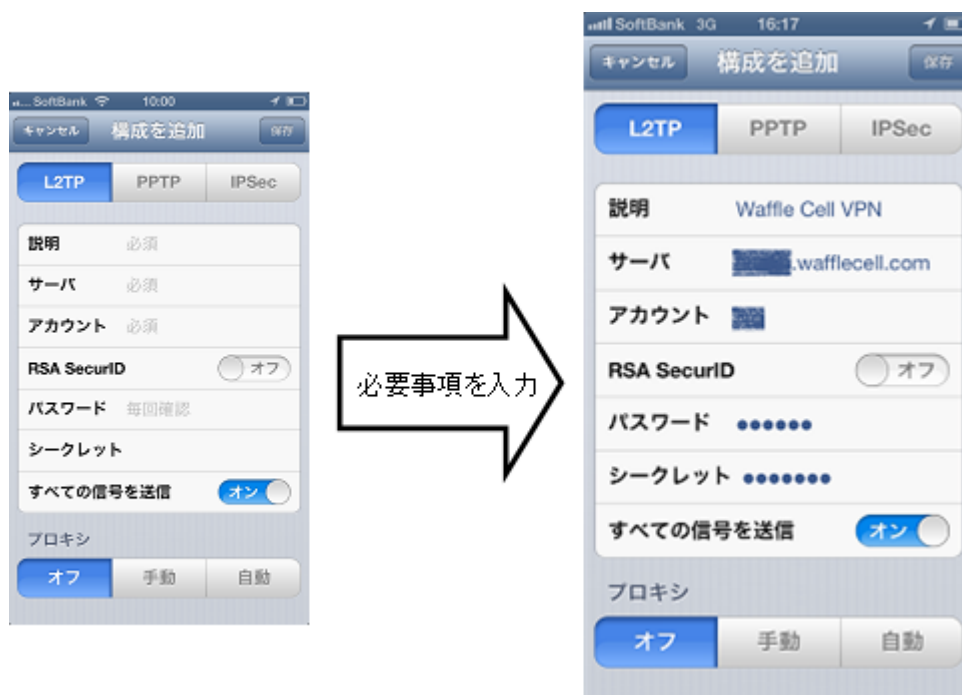 SoftBank 10:00
キャンセル 構成を追加 保存
L2TP PPTP IPSec
説明 必須
サーバ 必須
アカウント 必須
RSA SecurID オフ
パスワード 毎回確認
シークレット
すべての信号を送信 オン
プロキシ
オフ 手動 自動
必要事項を入力
SoftBank 3G 16:17
キャンセル 構成を追加 保存
L2TP PPTP IPSec
説明 Waffle Cell VPN
サーバ .wafflecell.com
アカウント
RSA SecurID オフ
パスワード ●●●●●●
シークレット ●●●●●●●
すべての信号を送信 オン
プロキシ
オフ 手動 自動